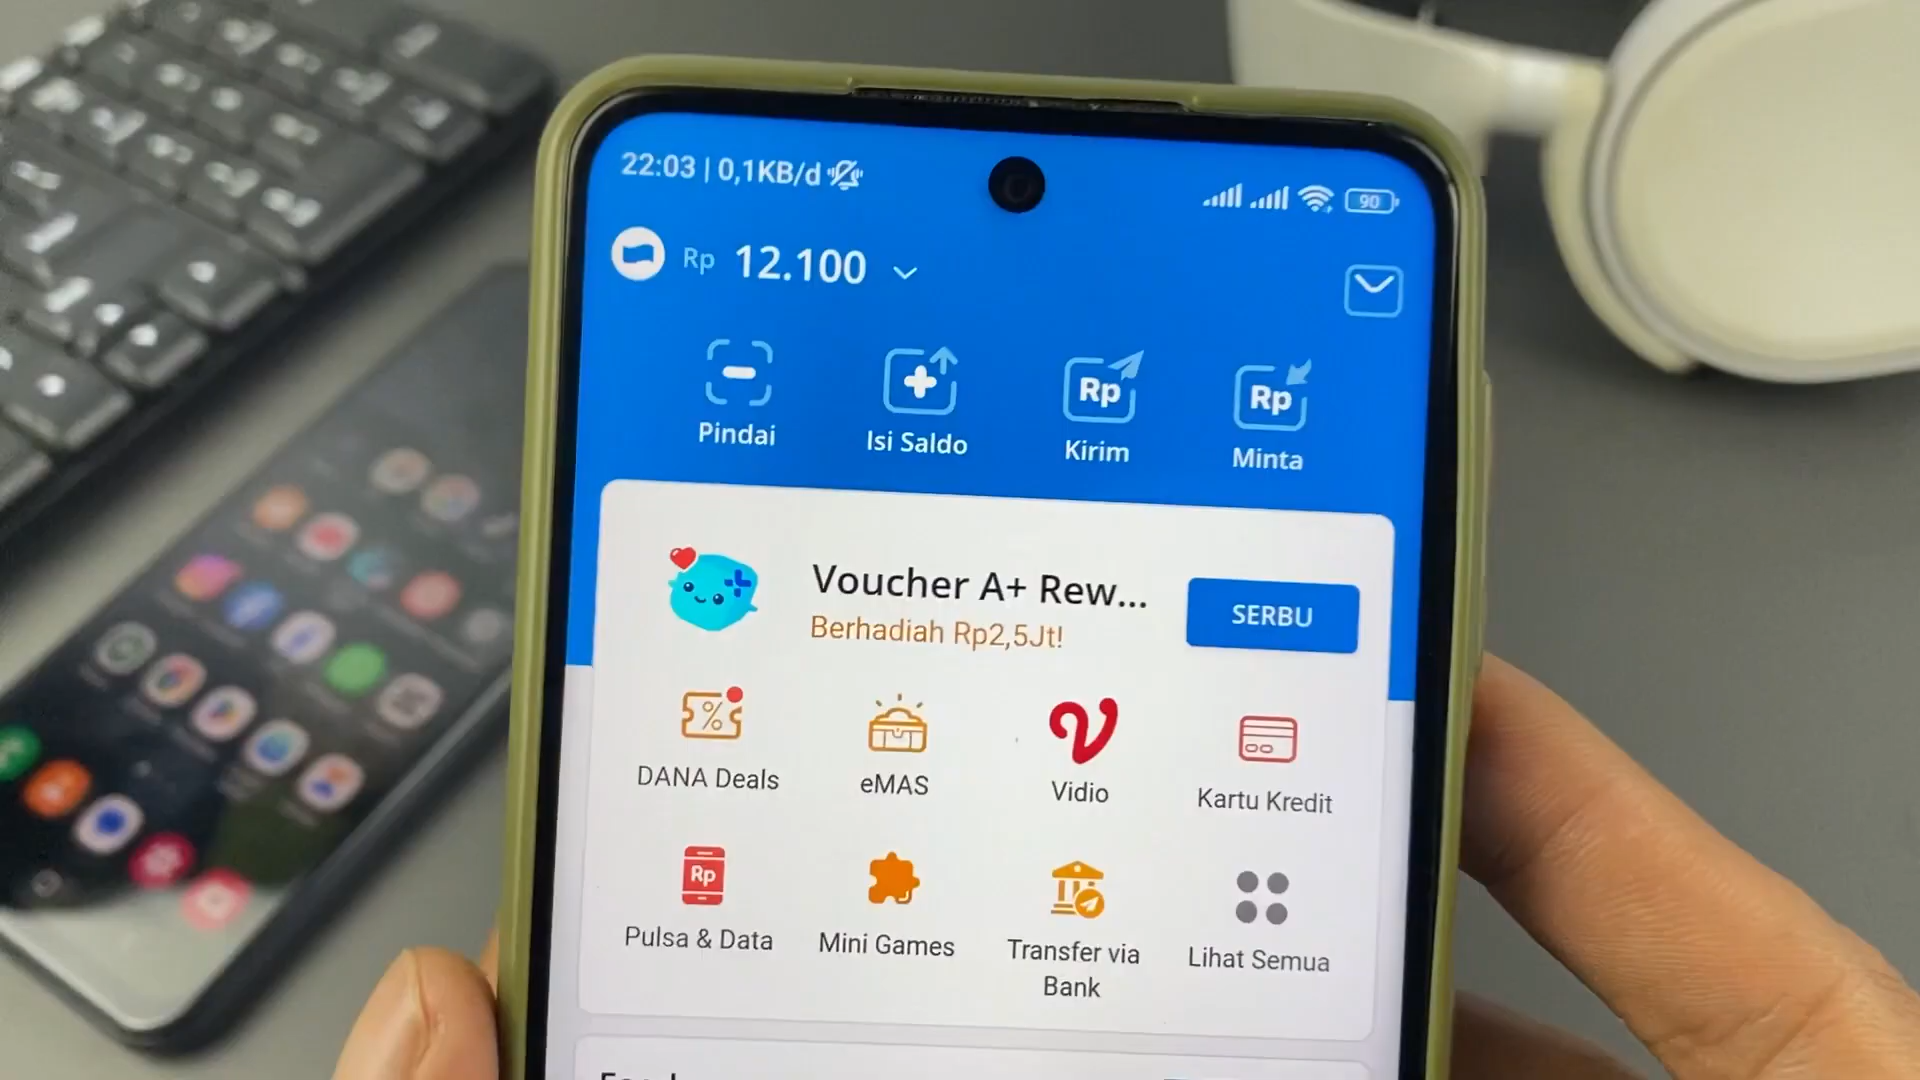 22:03 | 0,1KB/d
90
Rp 12.100
Pindai
Isi Saldo
Rp
Kirim
Rp
Minta
Voucher A+ Rew...
Berhadiah Rp2,5Jt!
SERBU
DANA Deals
eMAS
Vidio
Kartu Kredit
Rp
Pulsa & Data
Mini Games
Transfer via
Bank
Lihat Semua